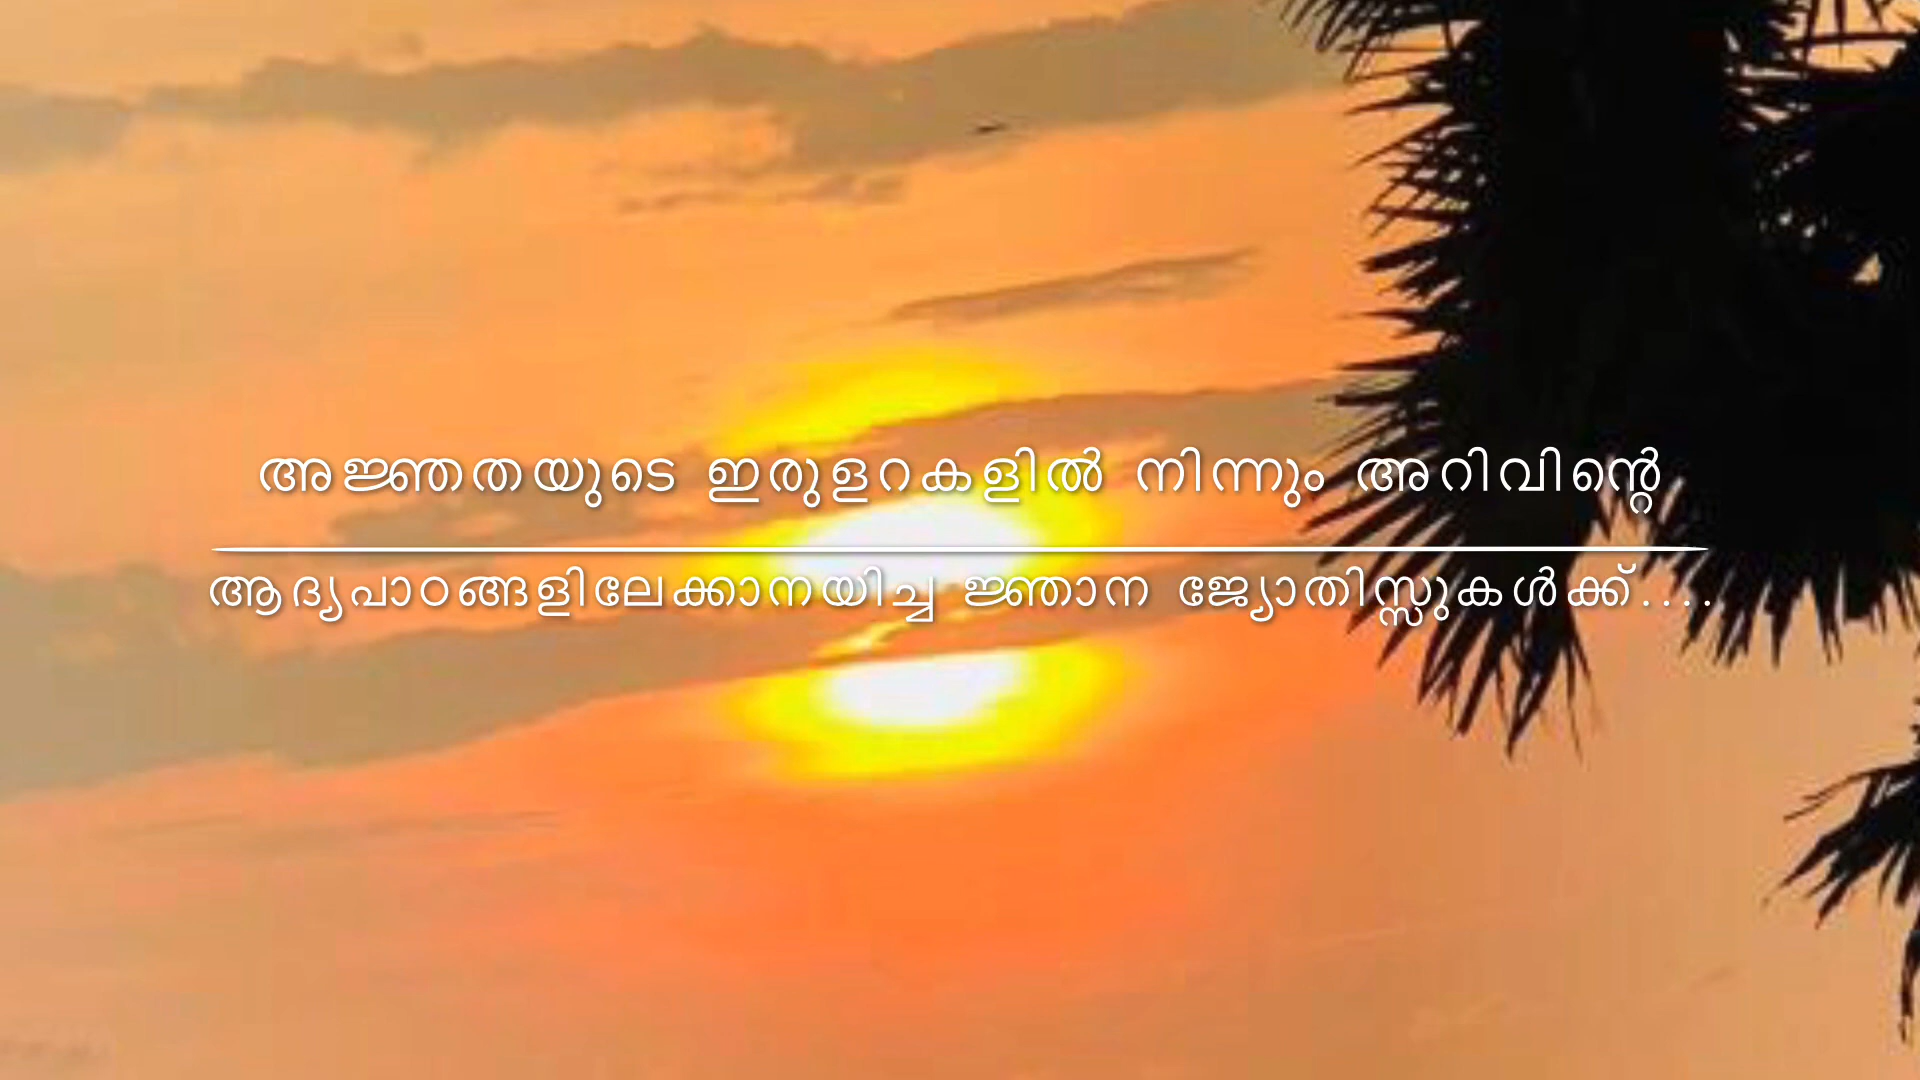 അജ്ഞതയുടെ ഇരുളറകളിൽ നിന്നും അറിവിന്റെ
ആദ്യപാഠങ്ങളിലേക്കാനയിച്ച ജ്ഞാന ജ്യോതിസ്സുകൾക്ക്....